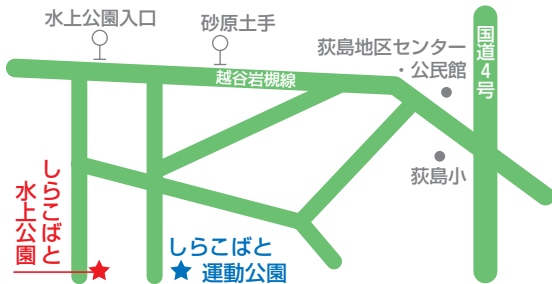 水上公園入口
砂原土手
荻島地区センター
・公民館
国道4号
越谷岩槻線
荻島小
しらこばと
水上公園
しらこばと
運動公園